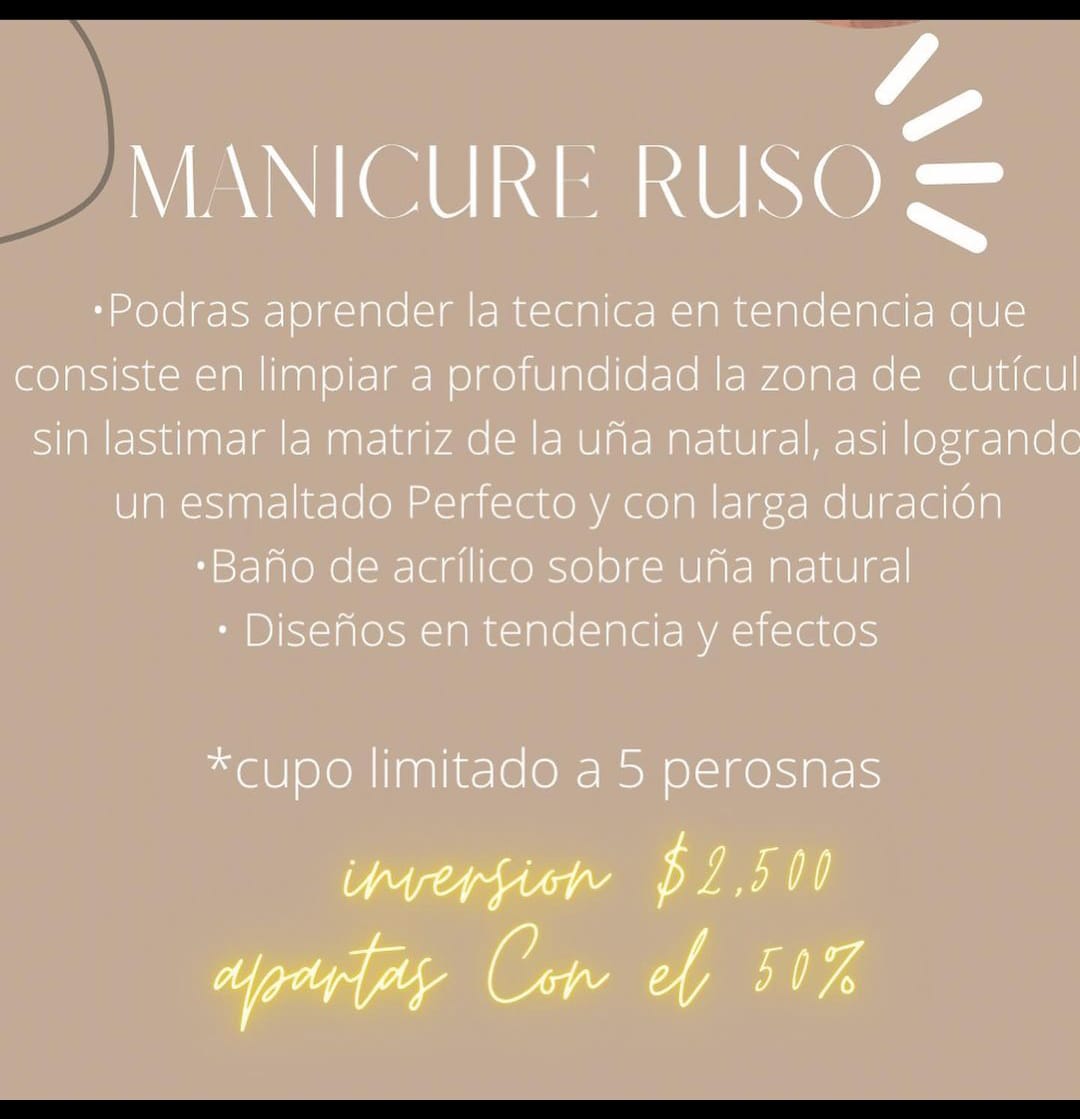 MANICURE RUSO
•Podras aprender la tecnica en tendencia que
consiste en limpiar a profundidad la zona de cutícul
sin lastimar la matriz de la uña natural, asi logrando
un esmaltado Perfecto y con larga duración
•Baño de acrílico sobre uña natural
• Diseños en tendencia y efectos
*cupo limitado a 5 perosnas
inversion $2,500
apartas Con el 50%